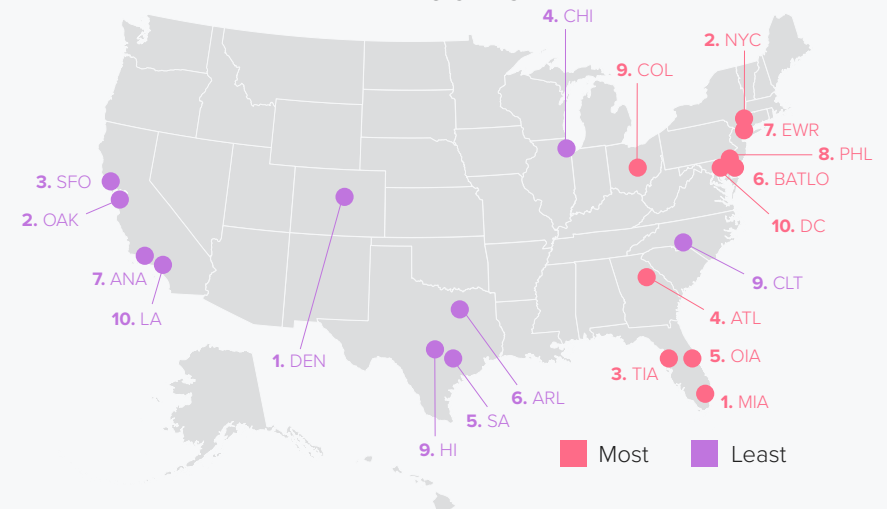 4. CHI
2. NYC
9. COL
7. EWR
8. PHL
3. SFO
6. BATLO
2. OAK
10. DC
7. ANA
9. CLT
10. LA
4. ATL
1. DEN
5. OIA
3. TIA
6. ARL
1. MIA
5. SA
9. HI
Most
Least